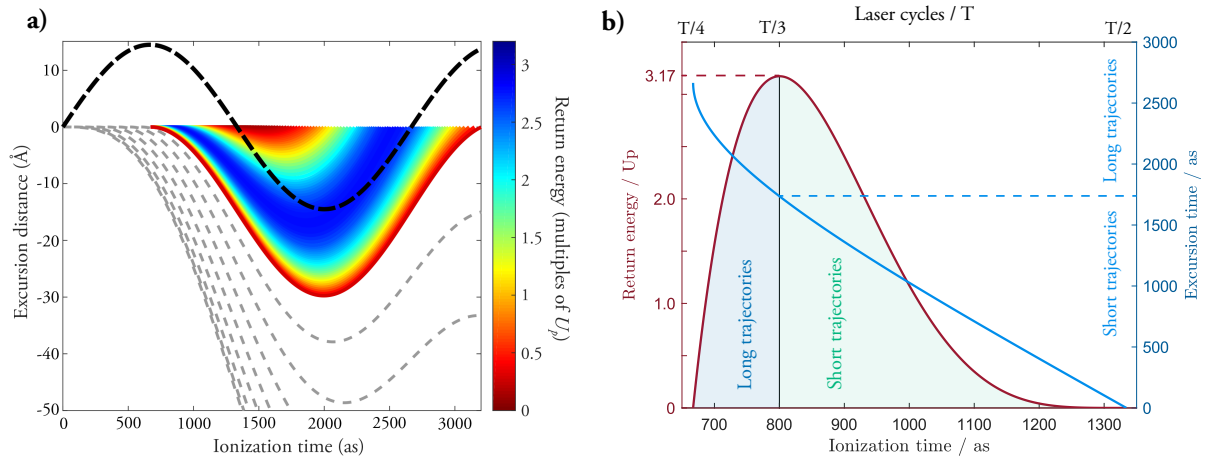 a)
Excursion distance (Å)
10
0
-10
-20
-30
-40
-50
0
500
1000
1500
2000
2500
3000
Ionization time (as)
3
2.5
2
1.5
1
0.5
0
Return energy (multiples of Up)
b)
Laser cycles / T
T/4
T/3
T/2
Return energy / Up
3.17
2.0
1.0
0
Long trajectories
Short trajectories
Long trajectories
Short trajectories
3000
2500
2000
1500
1000
500
0
Excursion time / as
700
800
900
1000
1100
1200
1300
Ionization time / as